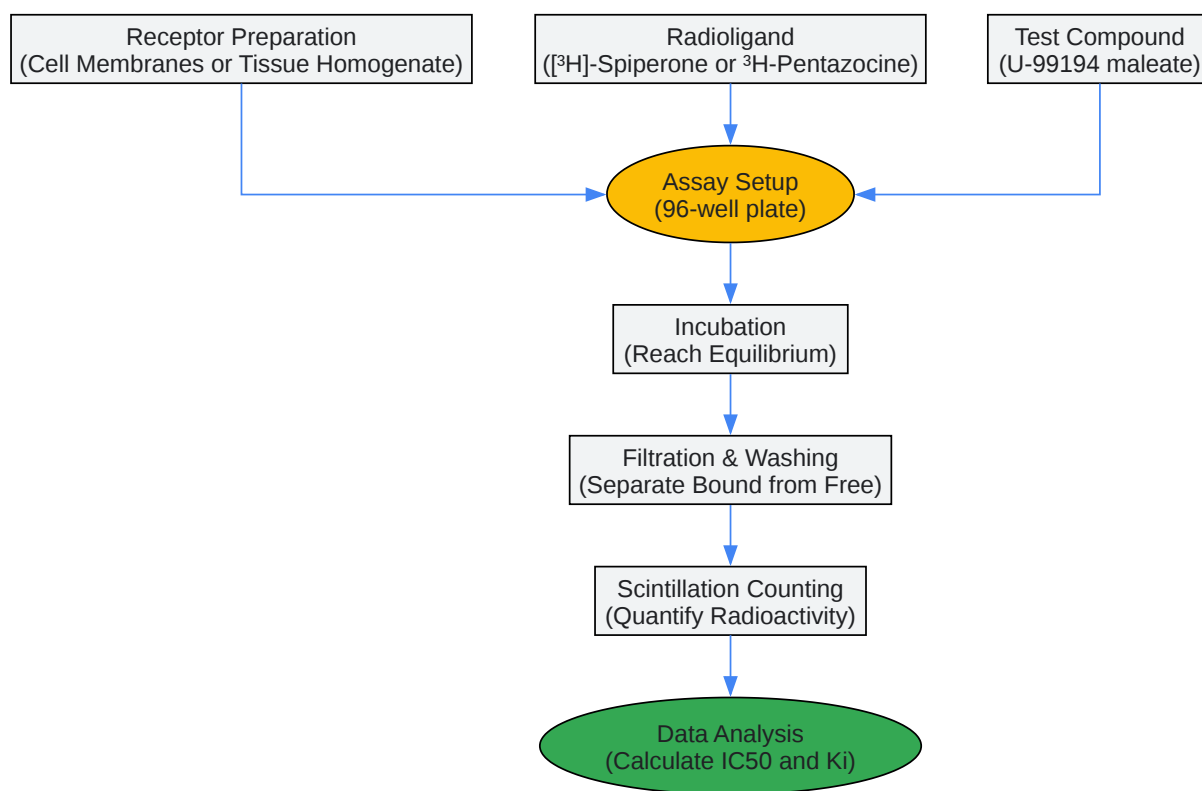 Receptor Preparation
(Cell Membranes or Tissue Homogenate)
Radioligand
([³H]-Spiperone or ³H-Pentazocine)
Test Compound
(U-99194 maleate)
Assay Setup
(96-well plate)
Incubation
(Reach Equilibrium)
Filtration & Washing
(Separate Bound from Free)
Scintillation Counting
(Quantify Radioactivity)
Data Analysis
(Calculate IC50 and Ki)